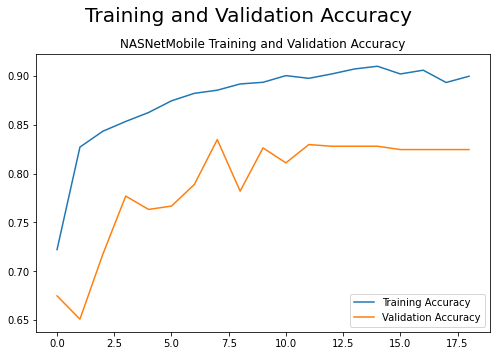 Training and Validation Accuracy
NASNetMobile Training and Validation Accuracy
0.90
0.85
0.80
0.75
0.70
0.65
Training Accuracy
Validation Accuracy
0.0 2.5 5.0 7.5 10.0 12.5 15.0 17.5